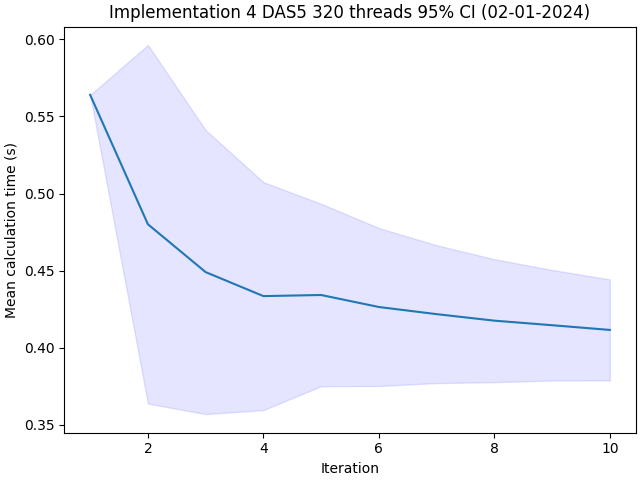 Implementation 4 DAS5 320 threads 95% CI (02-01-2024)
Mean calculation time (s)
0.60
0.55
0.50
0.45
0.40
0.35
2 4 6 8 10
Iteration